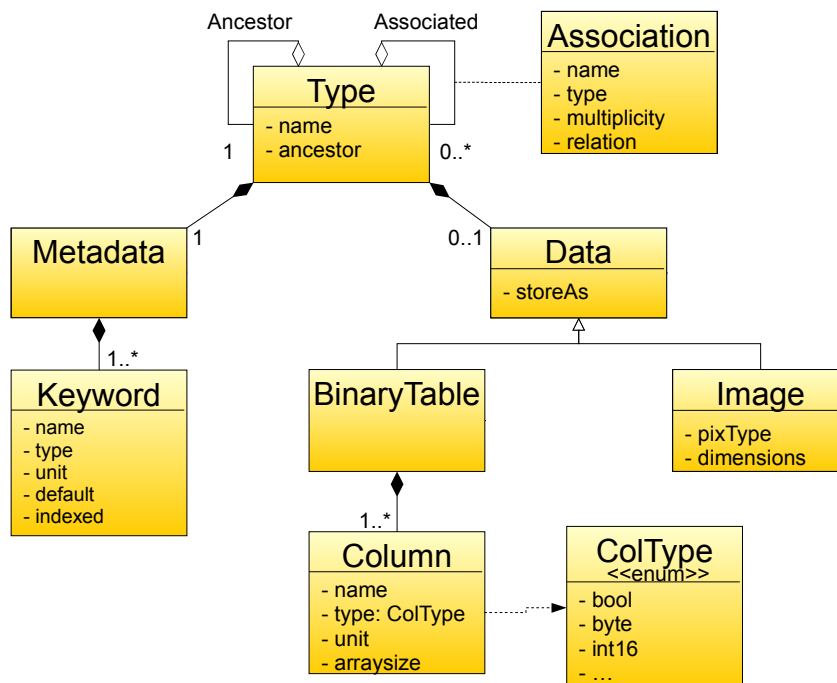 Ancestor
Associated
Type
- name
- ancestor
1
0..*
Association
- name
- type
- multiplicity
- relation
Metadata
1
0..1
Data
- storeAs
1..*
Keyword
- name
- type
- unit
- default
- indexed
BinaryTable
Image
- pixType
- dimensions
1..*
Column
- name
- type: ColType
- unit
- arraysize
ColType
<<enum>>
- bool
- byte
- int16
- ...